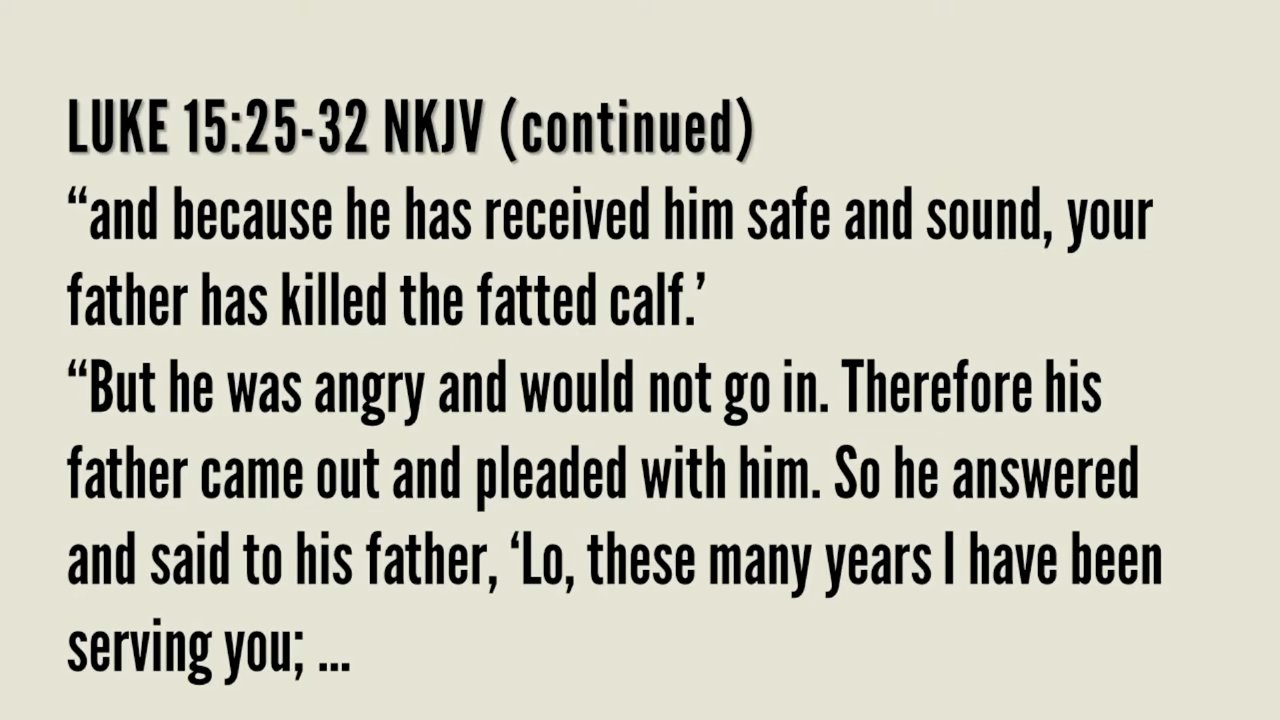 LUKE 15:25-32 NKJV (continued)
“and because he has received him safe and sound, your
father has killed the fatted calf.’
“But he was angry and would not go in. Therefore his
father came out and pleaded with him. So he answered
and said to his father, ‘Lo, these many years I have been
serving you; ...